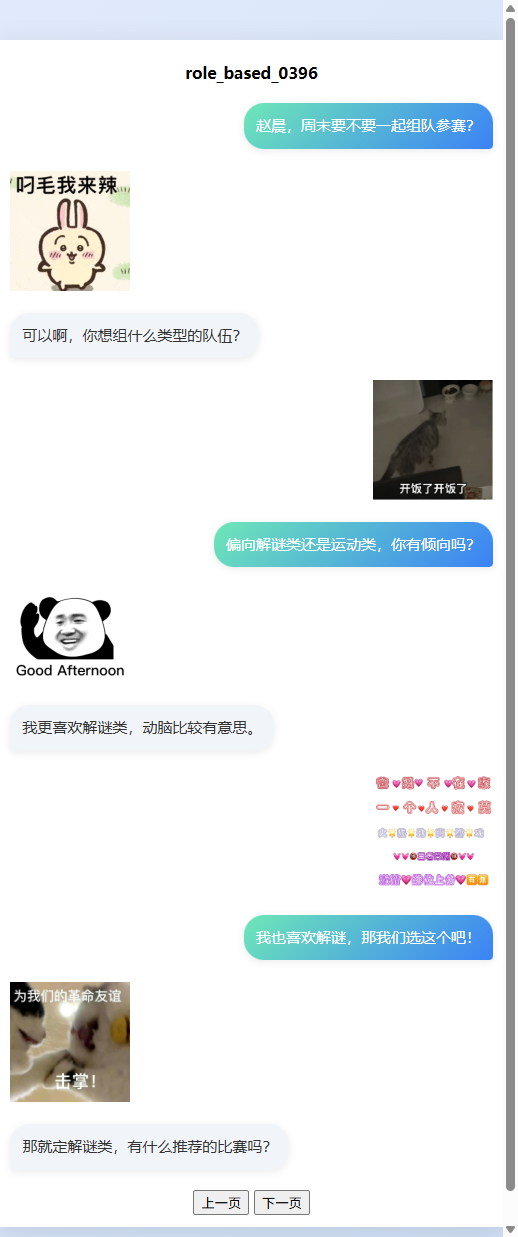 role_based_0396
赵晨，周末要不要一起组队参赛？
叼毛我来辣
可以啊，你想组什么类型的队伍？
开饭了开饭了
偏向解谜类还是运动类，你有倾向吗？
Good Afternoon
我更喜欢解谜类，动脑比较有意思。
一个人
我也喜欢解谜，那我们选这个吧！
为我们的革命友谊
击掌！
那就定解谜类，有什么推荐的比赛吗？
上一页 下一页